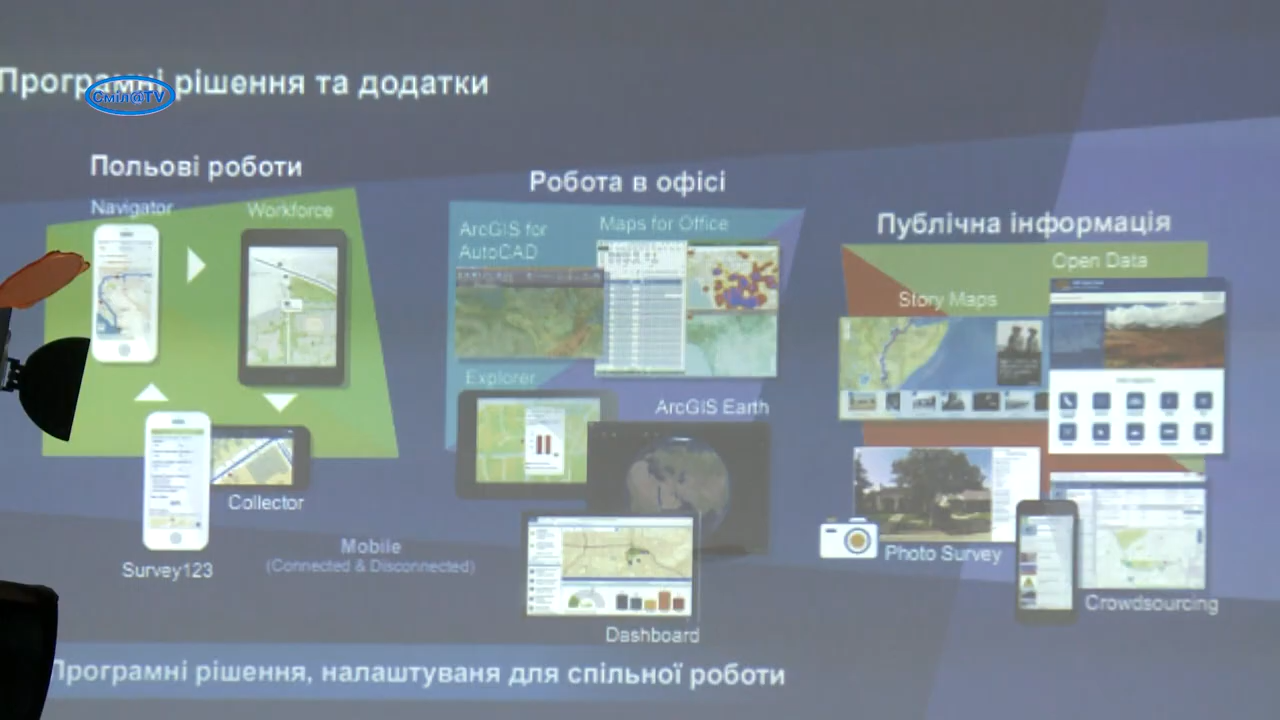 Програмні рішення та додатки
Сміл@TV
Польові роботи
Navigator
Workforce
Collector
Survey123
Mobile
(Connected & Disconnected)
Робота в офісі
ArcGIS for
AutoCAD
Maps for Office
Explorer
ArcGIS Earth
Dashboard
Публічна інформація
Open Data
Story Maps
Photo Survey
Crowdsourcing
Програмні рішення, налаштуваня для спільної роботи